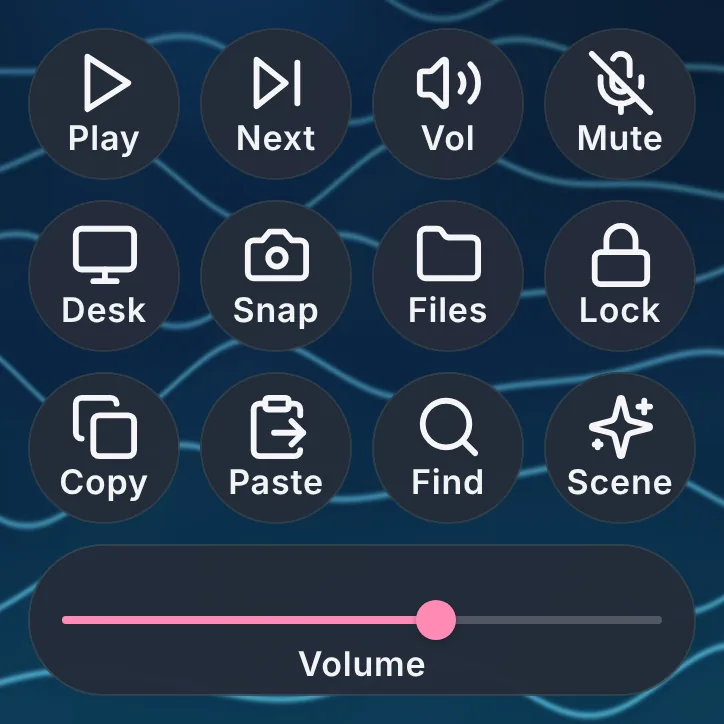 Play
Next
Vol
Mute
Desk
Snap
Files
Lock
Copy
Paste
Find
Scene
Volume